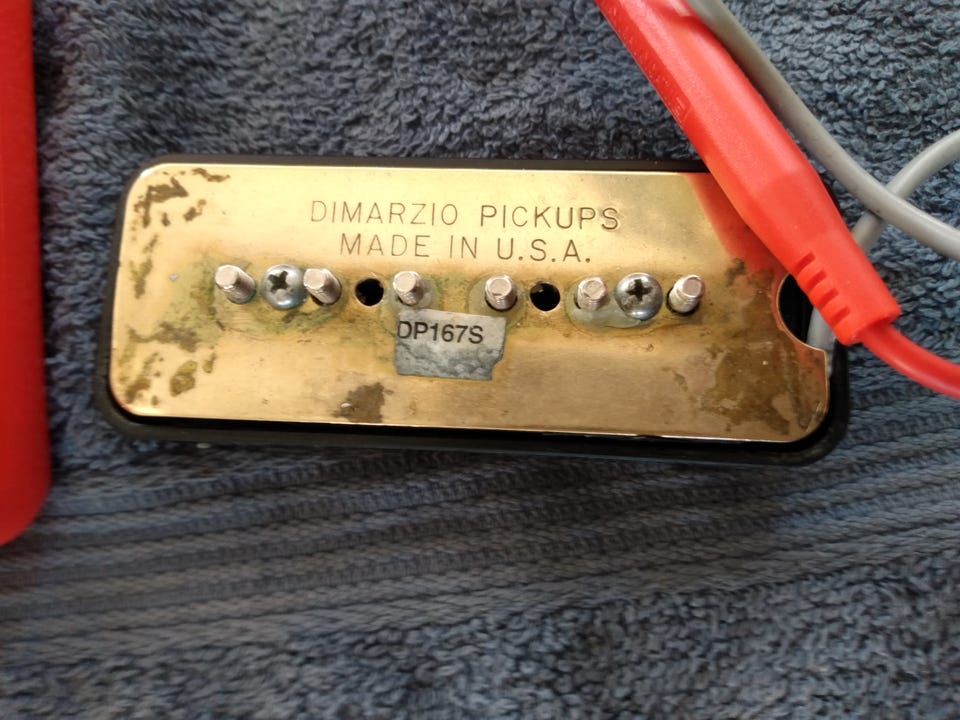 DIMARZIO PICKUPS
MADE IN U.S.A.
DP167S